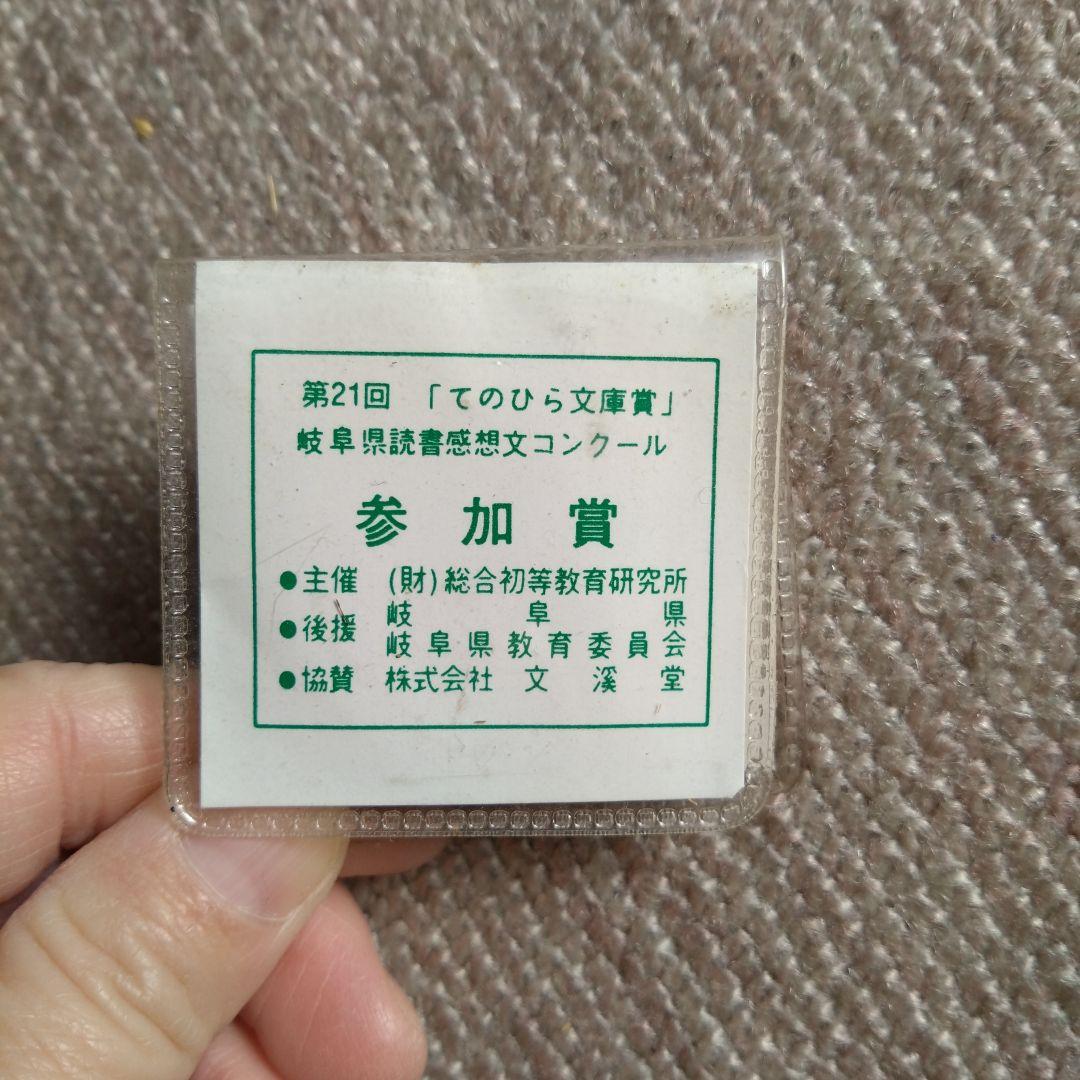 第21回 「てのひら文庫賞」
岐阜県読書感想文コンクール
参加賞
●主催 (財)総合初等教育研究所
●後援 岐阜県
岐阜県教育委員会
●協賛 株式会社 文溪堂